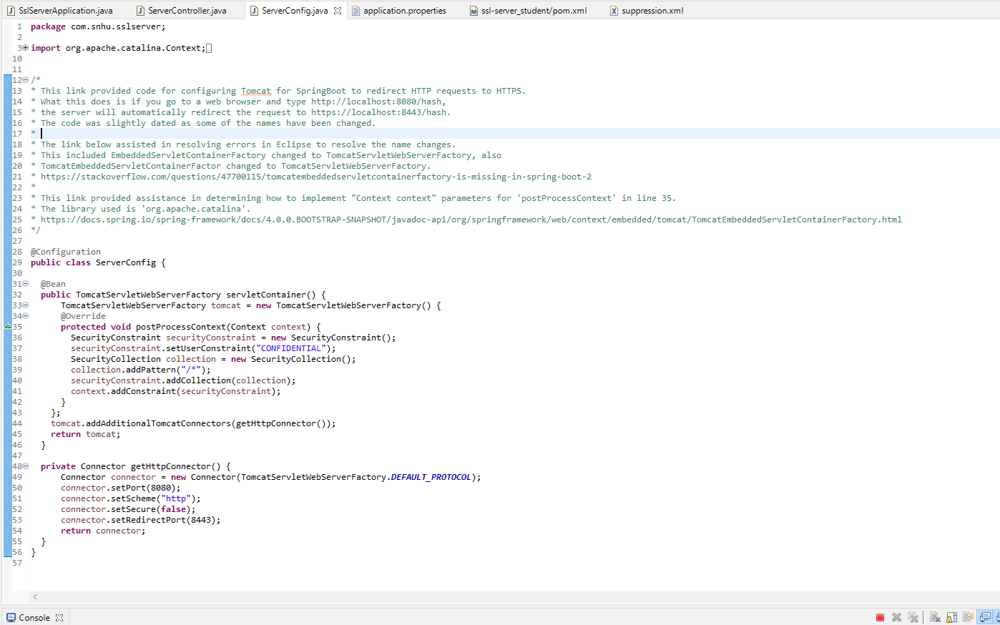 SslServerApplication.java ServerController.java ServerConfig.java application.properties ssl-server_student/pom.xml suppression.xml
1 package com.snhu.sslserver;
2
3 import org.apache.catalina.Context;
10
11
12 /*
13 * This link provided code for configuring Tomcat for SpringBoot to redirect HTTP requests to HTTPS.
14 * What this does is if you go to a web browser and type http://localhost:8080/hash,
15 * the server will automatically redirect the request to https://localhost:8443/hash.
16 * The code was slightly dated as some of the names have been changed.
17 *
18 * The link below assisted in resolving errors in Eclipse to resolve the name changes.
19 * This included EmbeddedServletContainerFactory changed to TomcatServletWebServerFactory, also
20 * TomcatEmbeddedServletContainerFactor changed to TomcatServletWebServerFactory.
21 * https://stackoverflow.com/questions/47700115/tomcatembeddedservletcontainerfactory-is-missing-in-spring-boot-2
22 *
23 * This link provided assistance in determining how to implement "Context context" parameters for 'postProcessContext' in line 35.
24 * The library used is 'org.apache.catalina'.
25 * https://docs.spring.io/spring-framework/docs/4.0.0.BOOTSTRAP-SNAPSHOT/javadoc-api/org/springframework/web/context/embedded/tomcat/TomcatEmbeddedServletContainerFactory.html
26 */
27
28 @Configuration
29 public class ServerConfig {
30
31 @Bean
32 public TomcatServletWebServerFactory servletContainer() {
33 TomcatServletWebServerFactory tomcat = new TomcatServletWebServerFactory() {
34 @Override
35 protected void postProcessContext(Context context) {
36 SecurityConstraint securityConstraint = new SecurityConstraint();
37 securityConstraint.setUserConstraint("CONFIDENTIAL");
38 SecurityCollection collection = new SecurityCollection();
39 collection.addPattern("/*");
40 securityConstraint.addCollection(collection);
41 context.addConstraint(securityConstraint);
42 }
43 };
44 tomcat.addAdditionalTomcatConnectors(getHttpConnector());
45 return tomcat;
46 }
47
48 private Connector getHttpConnector() {
49 Connector connector = new Connector(TomcatServletWebServerFactory.DEFAULT_PROTOCOL);
50 connector.setPort(8080);
51 connector.setScheme("http");
52 connector.setSecure(false);
53 connector.setRedirectPort(8443);
54 return connector;
55 }
56 }
57
Console